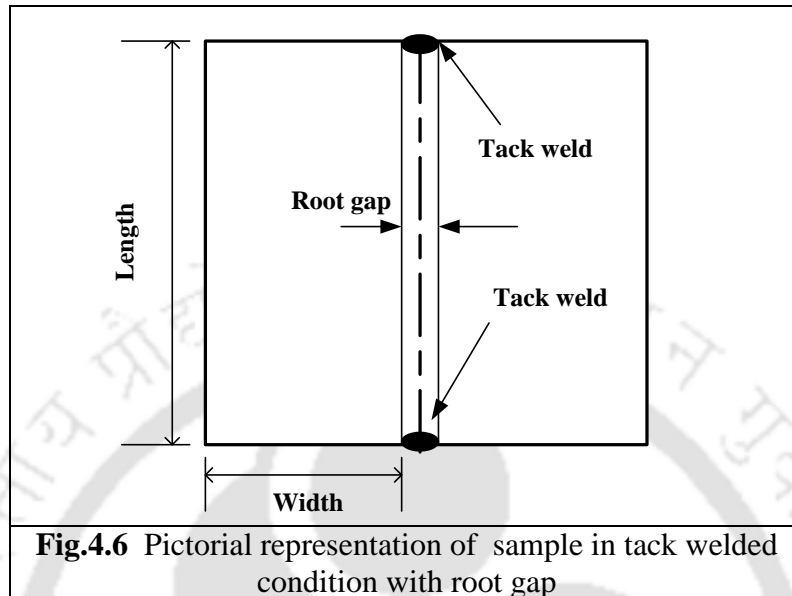 Tack weld
Root gap
Length
Tack weld
Width
Fig.4.6 Pictorial representation of sample in tack welded
condition with root gap